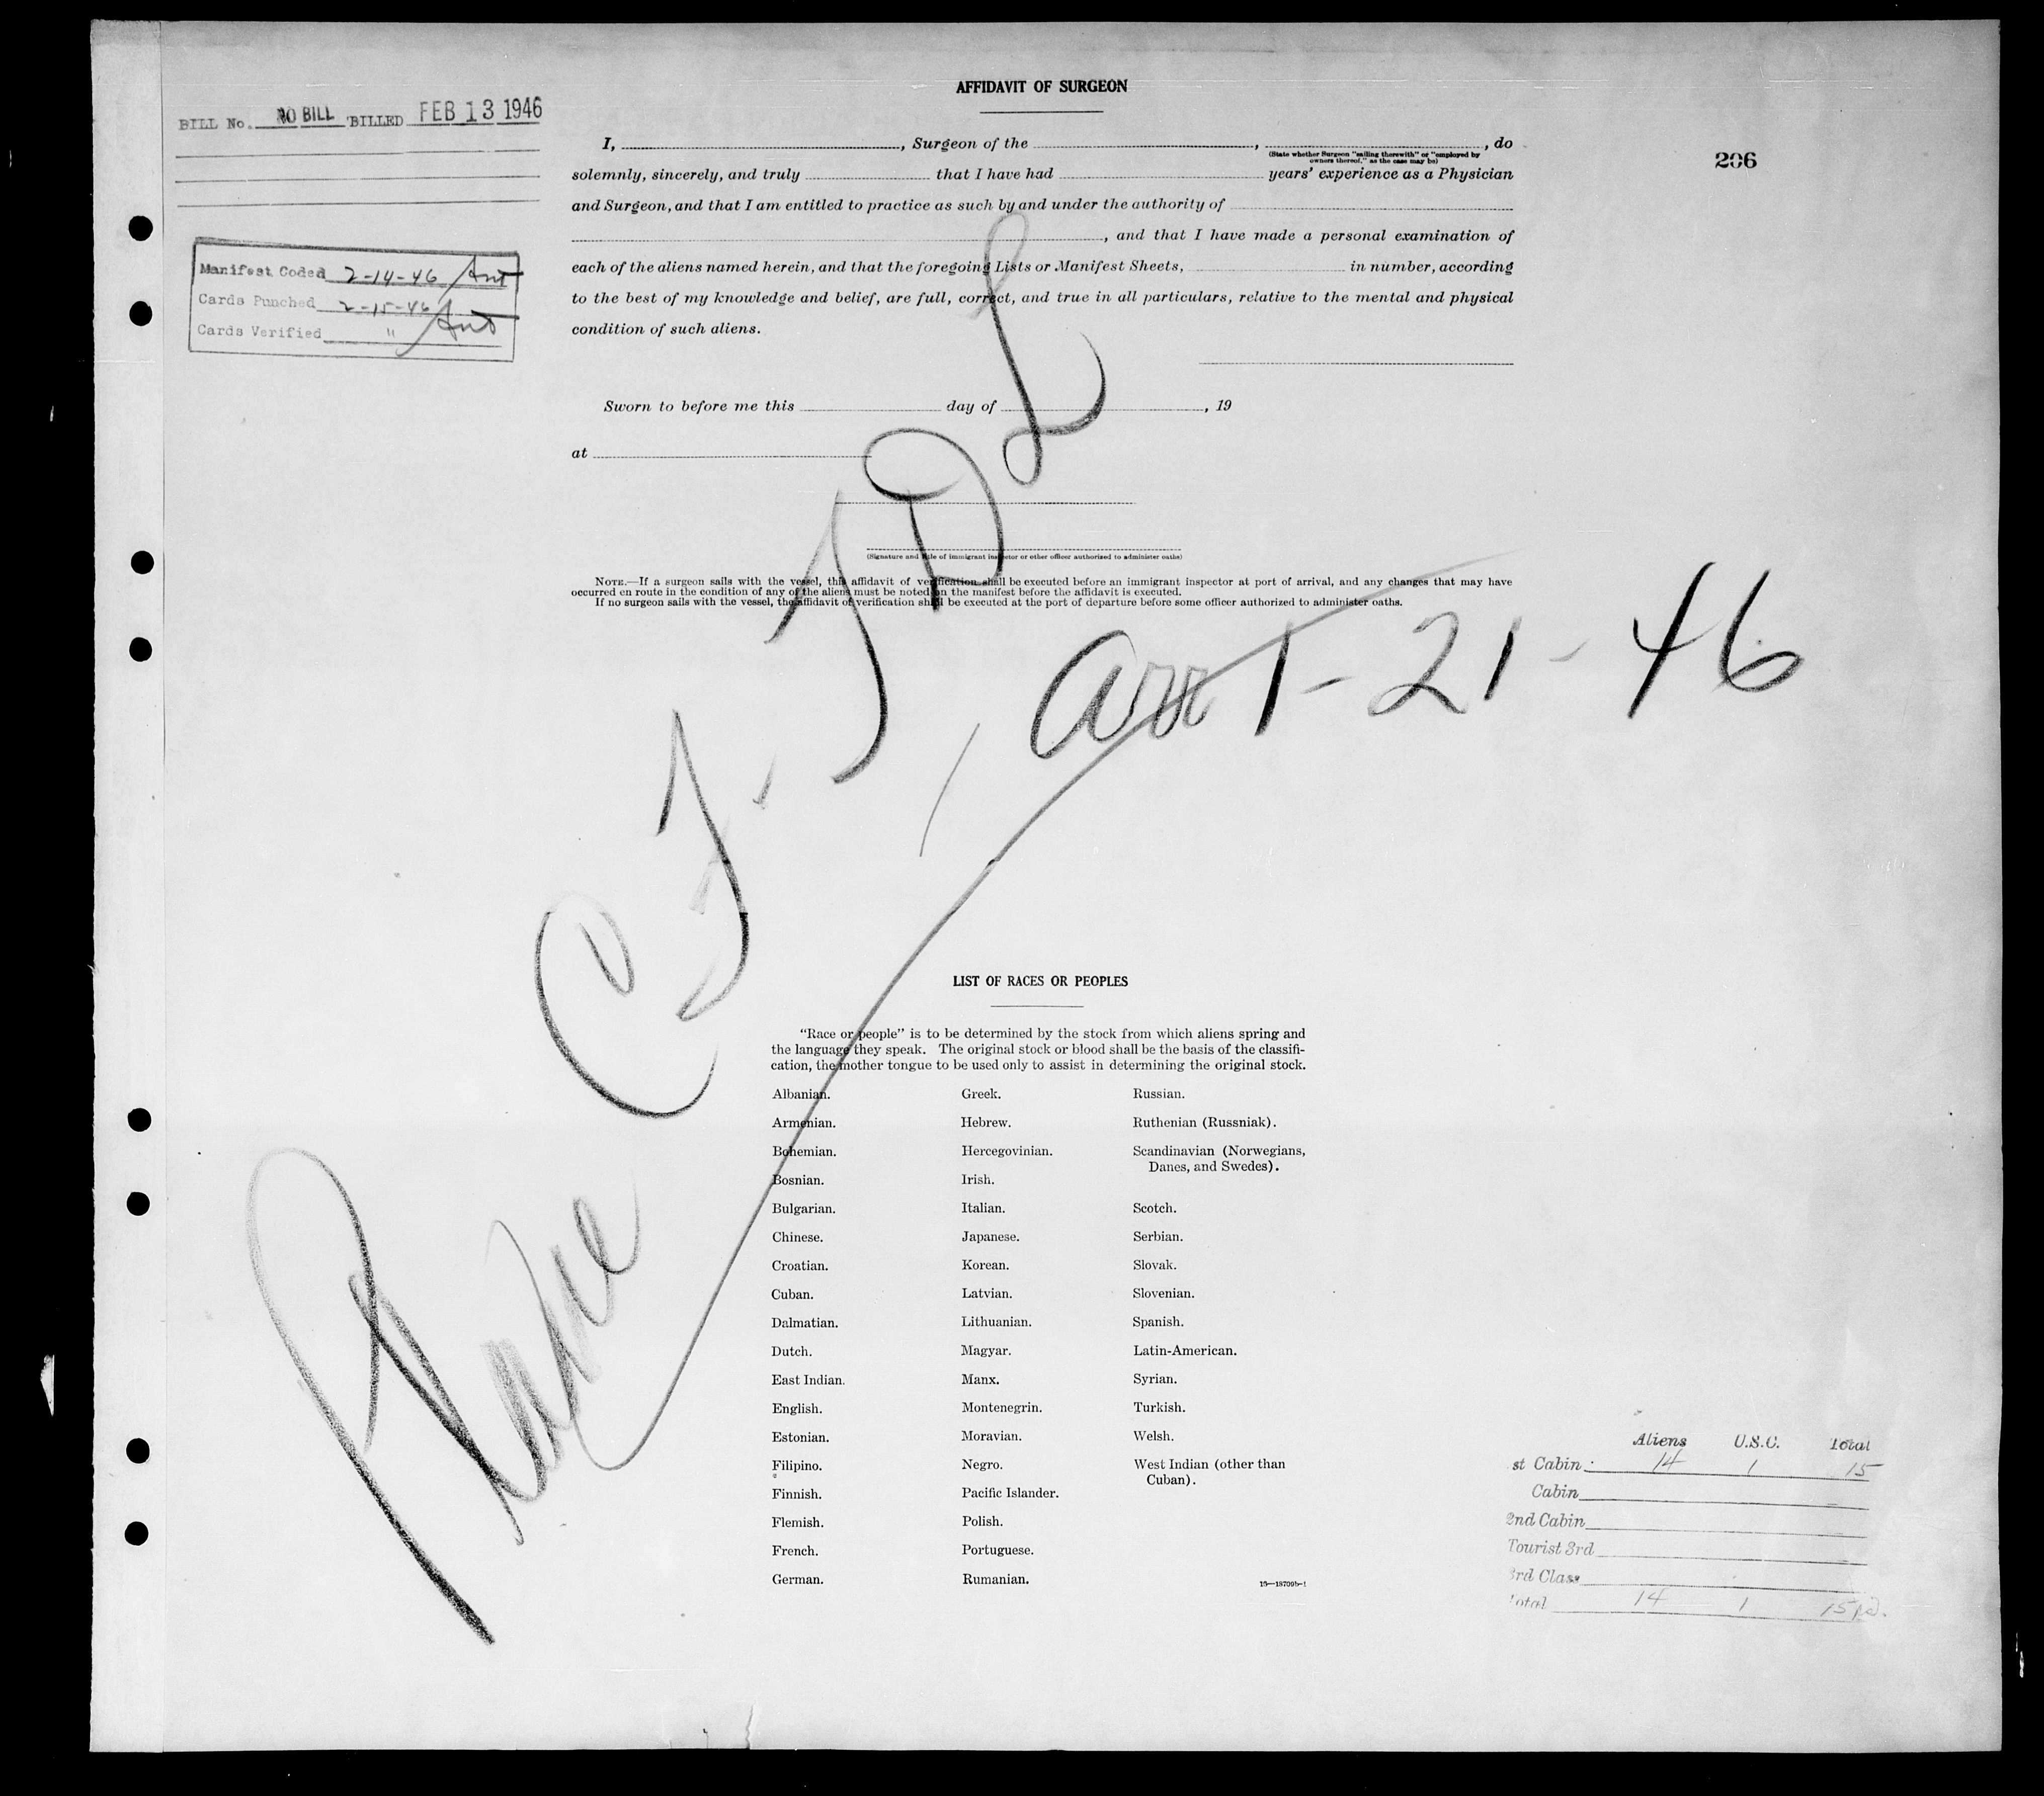 AFFIDAVIT OF SURGEON
BILL No. NO BILL BILLED FEB 13 1946
206
I, , Surgeon of the , , do
(State whether Surgeon "sailing therewith" or "employed by
owners thereof," as the case may be)
solemnly, sincerely, and truly that I have had years' experience as a Physician
and Surgeon, and that I am entitled to practice as such by and under the authority of
, and that I have made a personal examination of
each of the aliens named herein, and that the foregoing Lists or Manifest Sheets, in number, according
to the best of my knowledge and belief, are full, correct, and true in all particulars, relative to the mental and physical
condition of such aliens.
Manifest Coded 2-14-46
Cards Punched 2-15-46
Cards Verified "
Sworn to before me this day of , 19
at
(Signature and title of immigrant inspector or other officer authorized to administer oaths)
NOTE.—If a surgeon sails with the vessel, this affidavit of verification shall be executed before an immigrant inspector at port of arrival, and any changes that may have
occurred en route in the condition of any of the aliens must be noted on the manifest before the affidavit is executed.
If no surgeon sails with the vessel, the affidavit of verification shall be executed at the port of departure before some officer authorized to administer oaths.
Plane
arr 1-21-46
LIST OF RACES OR PEOPLES
"Race or people" is to be determined by the stock from which aliens spring and
the language they speak. The original stock or blood shall be the basis of the classifi-
cation, the mother tongue to be used only to assist in determining the original stock.
Albanian. Greek. Russian.
Armenian. Hebrew. Ruthenian (Russniak).
Bohemian. Hercegovinian. Scandinavian (Norwegians,
Danes, and Swedes).
Bosnian. Irish.
Bulgarian. Italian. Scotch.
Chinese. Japanese. Serbian.
Croatian. Korean. Slovak.
Cuban. Latvian. Slovenian.
Dalmatian. Lithuanian. Spanish.
Dutch. Magyar. Latin-American.
East Indian. Manx. Syrian.
English. Montenegrin. Turkish.
Estonian. Moravian. Welsh.
Filipino. Negro. West Indian (other than
Cuban).
Finnish. Pacific Islander.
Flemish. Polish.
French. Portuguese.
German. Rumanian.
Aliens U.S.C. Total
st Cabin 14 1 15
Cabin
2nd Cabin
Tourist 3rd
3rd Class
Total 14 1 15